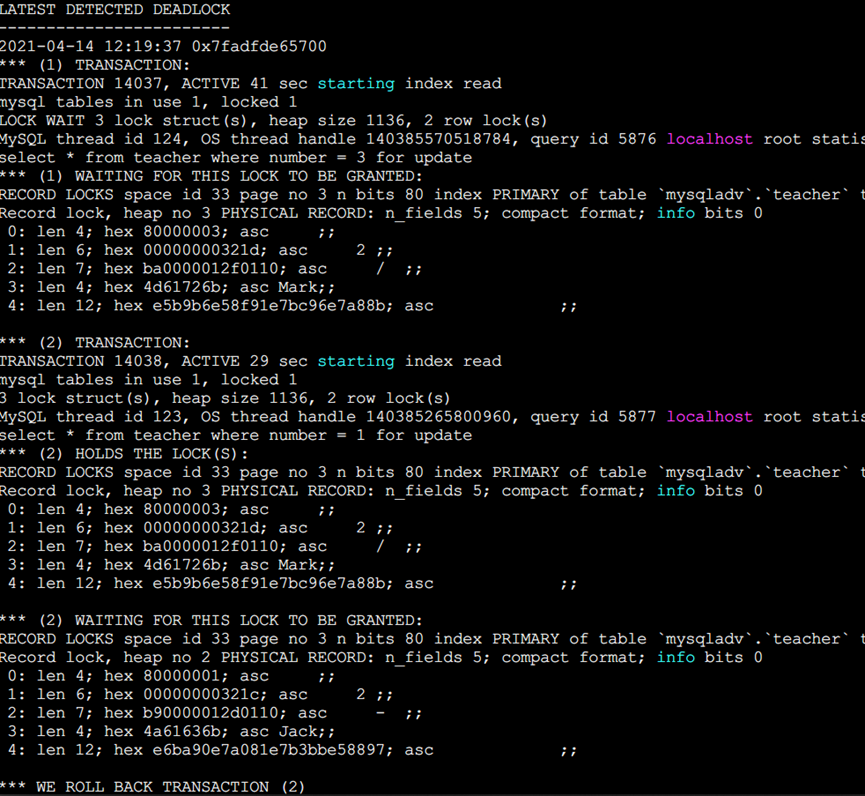 LATEST DETECTED DEADLOCK
------------------------
2021-04-14 12:19:37 0x7fadfde65700
*** (1) TRANSACTION:
TRANSACTION 14037, ACTIVE 41 sec starting index read
mysql tables in use 1, locked 1
LOCK WAIT 3 lock struct(s), heap size 1136, 2 row lock(s)
MySQL thread id 124, OS thread handle 140385570518784, query id 5876 localhost root statis
select * from teacher where number = 3 for update
*** (1) WAITING FOR THIS LOCK TO BE GRANTED:
RECORD LOCKS space id 33 page no 3 n bits 80 index PRIMARY of table `mysqladv`.`teacher` t
Record lock, heap no 3 PHYSICAL RECORD: n_fields 5; compact format; info bits 0
0: len 4; hex 80000003; asc     ;;
1: len 6; hex 00000000321d; asc     2 ;;
2: len 7; hex ba0000012f0110; asc     /  ;;
3: len 4; hex 4d61726b; asc Mark;;
4: len 12; hex e5b9b6e58f91e7bc96e7a88b; asc             ;;
*** (2) TRANSACTION:
TRANSACTION 14038, ACTIVE 29 sec starting index read
mysql tables in use 1, locked 1
3 lock struct(s), heap size 1136, 2 row lock(s)
MySQL thread id 123, OS thread handle 140385265800960, query id 5877 localhost root statis
select * from teacher where number = 1 for update
*** (2) HOLDS THE LOCK(S):
RECORD LOCKS space id 33 page no 3 n bits 80 index PRIMARY of table `mysqladv`.`teacher` t
Record lock, heap no 3 PHYSICAL RECORD: n_fields 5; compact format; info bits 0
0: len 4; hex 80000003; asc     ;;
1: len 6; hex 00000000321d; asc     2 ;;
2: len 7; hex ba0000012f0110; asc     /  ;;
3: len 4; hex 4d61726b; asc Mark;;
4: len 12; hex e5b9b6e58f91e7bc96e7a88b; asc             ;;
*** (2) WAITING FOR THIS LOCK TO BE GRANTED:
RECORD LOCKS space id 33 page no 3 n bits 80 index PRIMARY of table `mysqladv`.`teacher` t
Record lock, heap no 2 PHYSICAL RECORD: n_fields 5; compact format; info bits 0
0: len 4; hex 80000001; asc     ;;
1: len 6; hex 00000000321c; asc     2 ;;
2: len 7; hex b90000012d0110; asc     -  ;;
3: len 4; hex 4a61636b; asc Jack;;
4: len 12; hex e6ba90e7a081e7b3bbe58897; asc             ;;
*** WE ROLL BACK TRANSACTION (2)